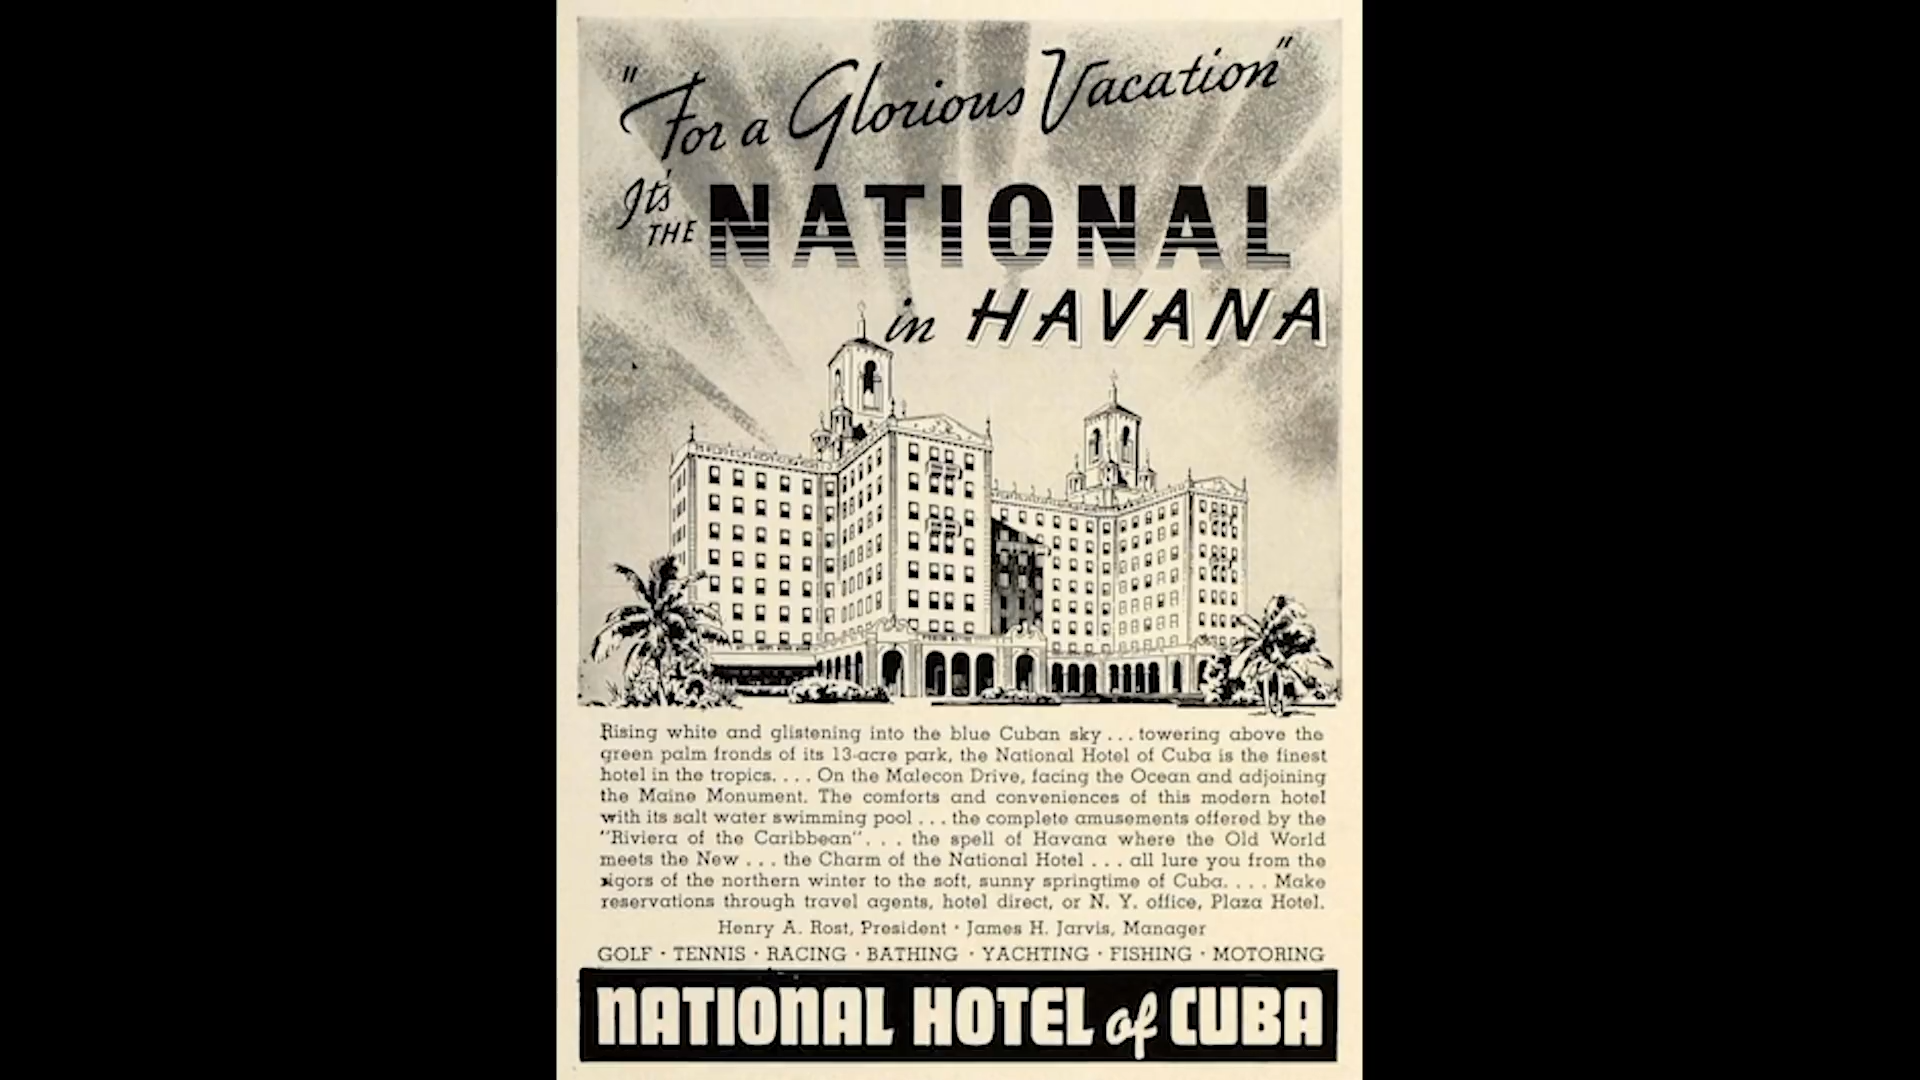 "For a Glorious Vacation"
It's
THE NATIONAL
in HAVANA
Rising white and glistening into the blue Cuban sky . . . towering above the
green palm fronds of its 13-acre park, the National Hotel of Cuba is the finest
hotel in the tropics. . . . On the Malecon Drive, facing the Ocean and adjoining
the Maine Monument. The comforts and conveniences of this modern hotel
with its salt water swimming pool . . . the complete amusements offered by the
"Riviera of the Caribbean" . . . the spell of Havana where the Old World
meets the New . . . the Charm of the National Hotel . . . all lure you from the
rigors of the northern winter to the soft, sunny springtime of Cuba. . . . Make
reservations through travel agents, hotel direct, or N. Y. office, Plaza Hotel.
Henry A. Rost, President · James H. Jarvis, Manager
GOLF · TENNIS · RACING · BATHING · YACHTING · FISHING · MOTORING
NATIONAL HOTEL of CUBA